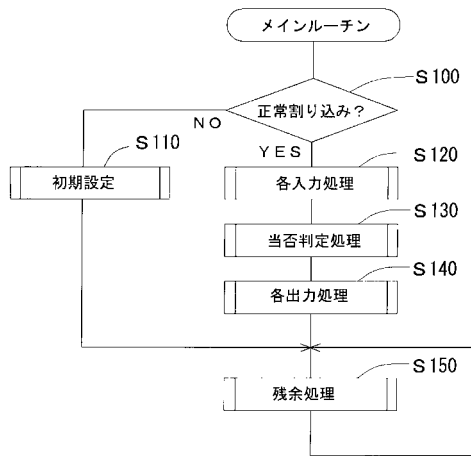 メインルーチン
S100
正常割り込み？
NO
YES
S110
初期設定
S120
各入力処理
S130
当否判定処理
S140
各出力処理
S150
残余処理